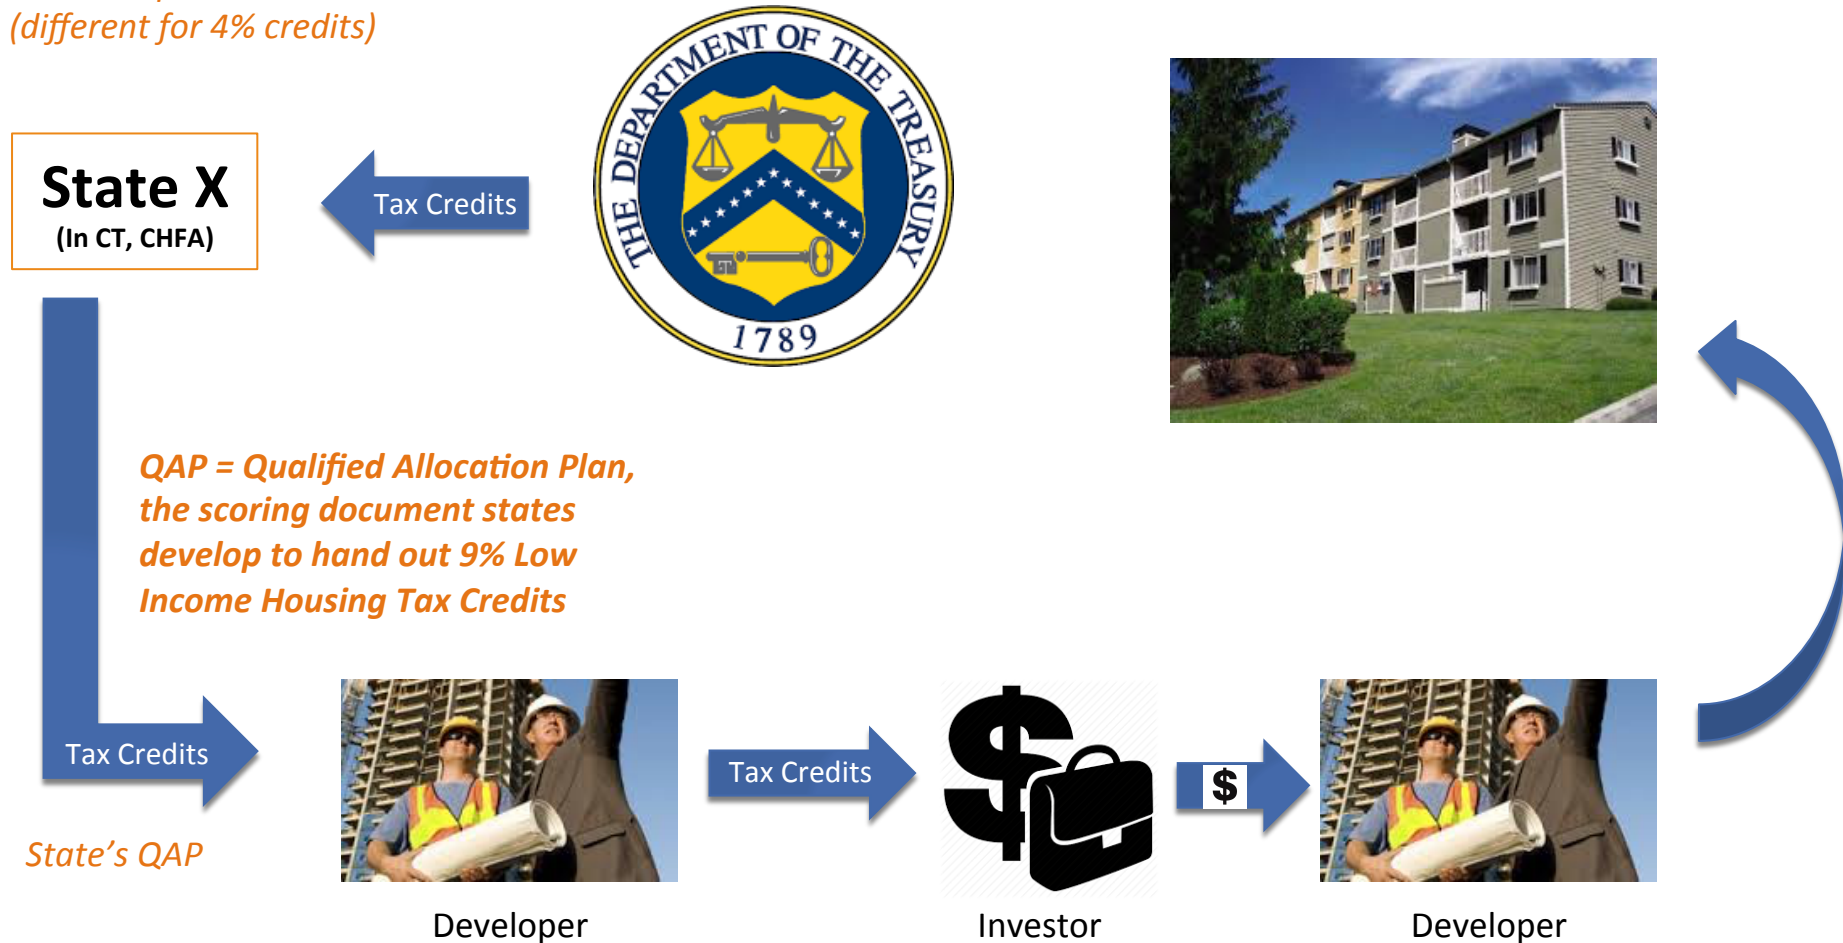 (different for 4% credits)
THE DEPARTMENT OF THE TREASURY
1789
State X
(In CT, CHFA)
Tax Credits
QAP = Qualified Allocation Plan,
the scoring document states
develop to hand out 9% Low
Income Housing Tax Credits
Tax Credits
Tax Credits
$
$
State’s QAP
Developer
Investor
Developer